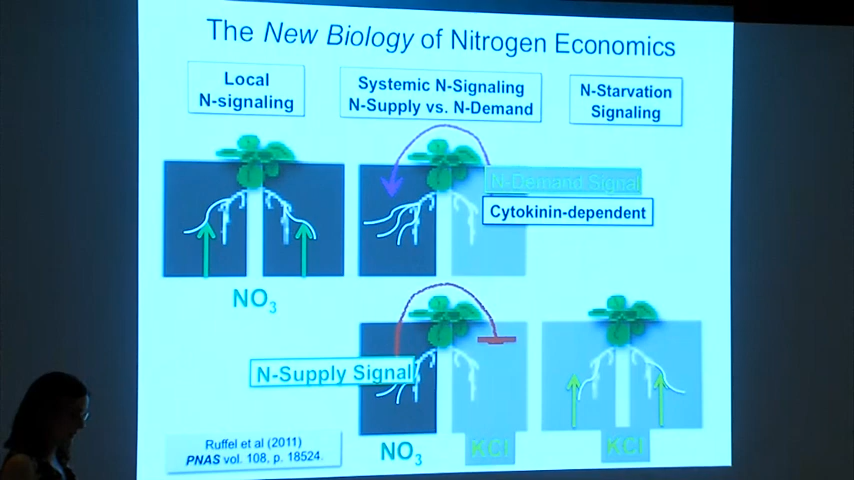 The New Biology of Nitrogen Economics
Local
N-signaling
Systemic N-Signaling
N-Supply vs. N-Demand
N-Starvation
Signaling
N-Demand Signal
Cytokinin-dependent
NO3
N-Supply Signal
Ruffel et al (2011)
PNAS vol. 108, p. 18524.
NO3
KCl
KCl